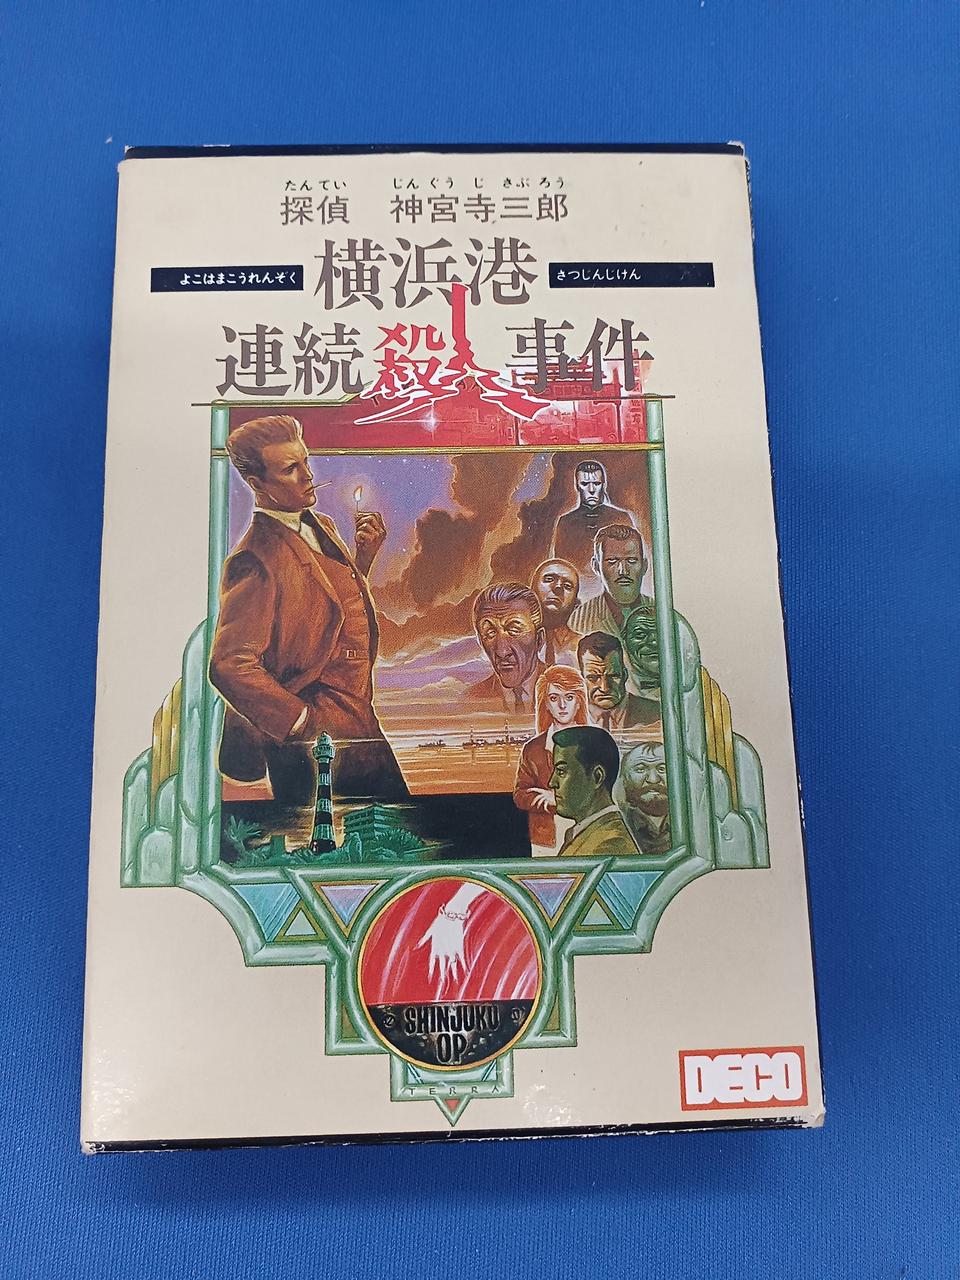 たんてい じんぐう じ さぶろう
探偵 神宮寺三郎
よこはまこうれんぞく 横浜港 さつじんじけん
連続殺人事件
SHINJUKU
OP.
TERRA
DECO